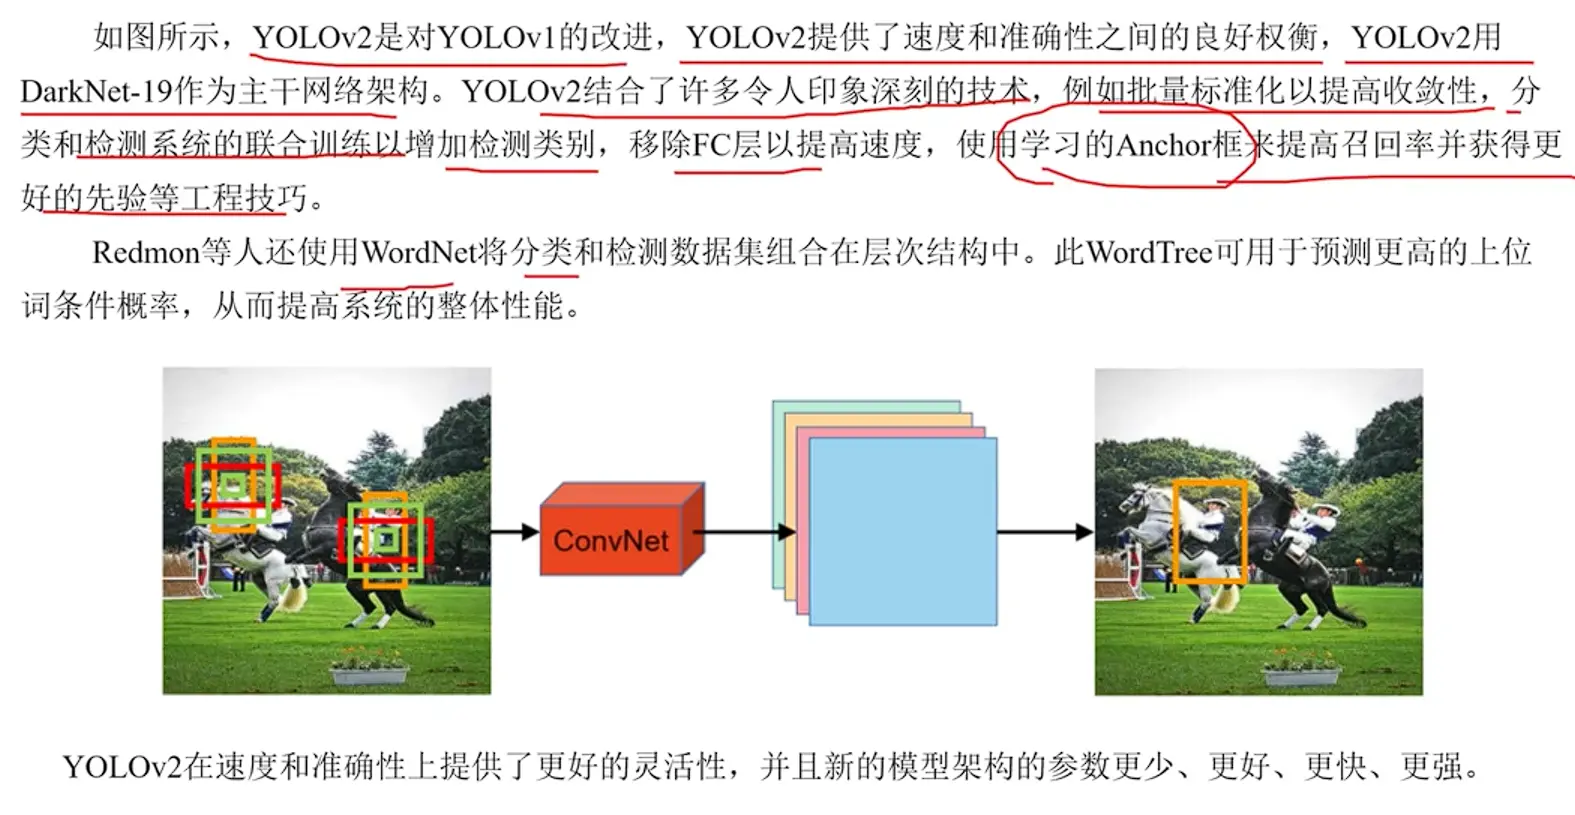 如图所示，YOLOv2是对YOLOv1的改进，YOLOv2提供了速度和准确性之间的良好权衡，YOLOv2用
DarkNet-19作为主干网络架构。YOLOv2结合了许多令人印象深刻的技术，例如批量标准化以提高收敛性，分
类和检测系统的联合训练以增加检测类别，移除FC层以提高速度，使用学习的Anchor框来提高召回率并获得更
好的先验等工程技巧。
Redmon等人还使用WordNet将分类和检测数据集组合在层次结构中。此WordTree可用于预测更高的上位
词条件概率，从而提高系统的整体性能。
ConvNet
YOLOv2在速度和准确性上提供了更好的灵活性，并且新的模型架构的参数更少、更好、更快、更强。